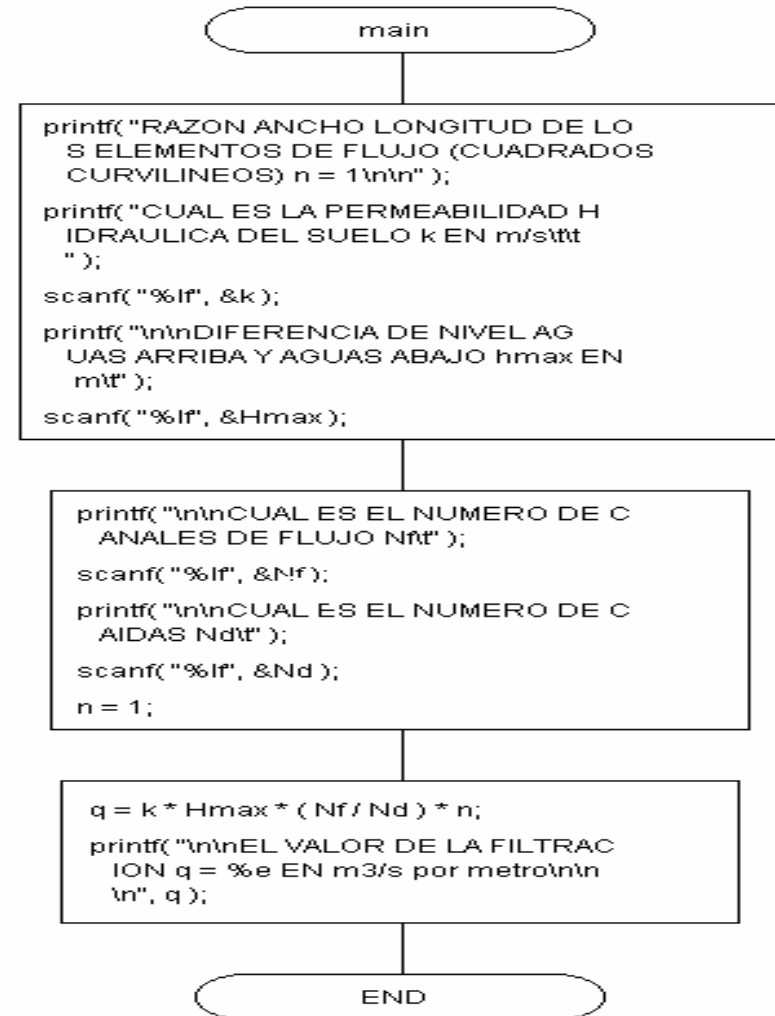 main
printf( "RAZON ANCHO LONGITUD DE LO
S ELEMENTOS DE FLUJO (CUADRADOS
CURVILINEOS) n = 1\n\n" );
printf( "CUAL ES LA PERMEABILIDAD H
IDRAULICA DEL SUELO k EN m/s\t\t
" );
scanf( "%lf", &k );
printf( "\n\nDIFERENCIA DE NIVEL AG
UAS ARRIBA Y AGUAS ABAJO hmax EN
m\t" );
scanf( "%lf", &Hmax );
printf( "\n\nCUAL ES EL NUMERO DE C
ANALES DE FLUJO Nf\t" );
scanf( "%lf", &Nf );
printf( "\n\nCUAL ES EL NUMERO DE C
AIDAS Nd\t" );
scanf( "%lf", &Nd );
n = 1;
q = k * Hmax * ( Nf / Nd ) * n;
printf( "\n\nEL VALOR DE LA FILTRAC
ION q = %e EN m3/s por metro\n\n
\n", q );
END